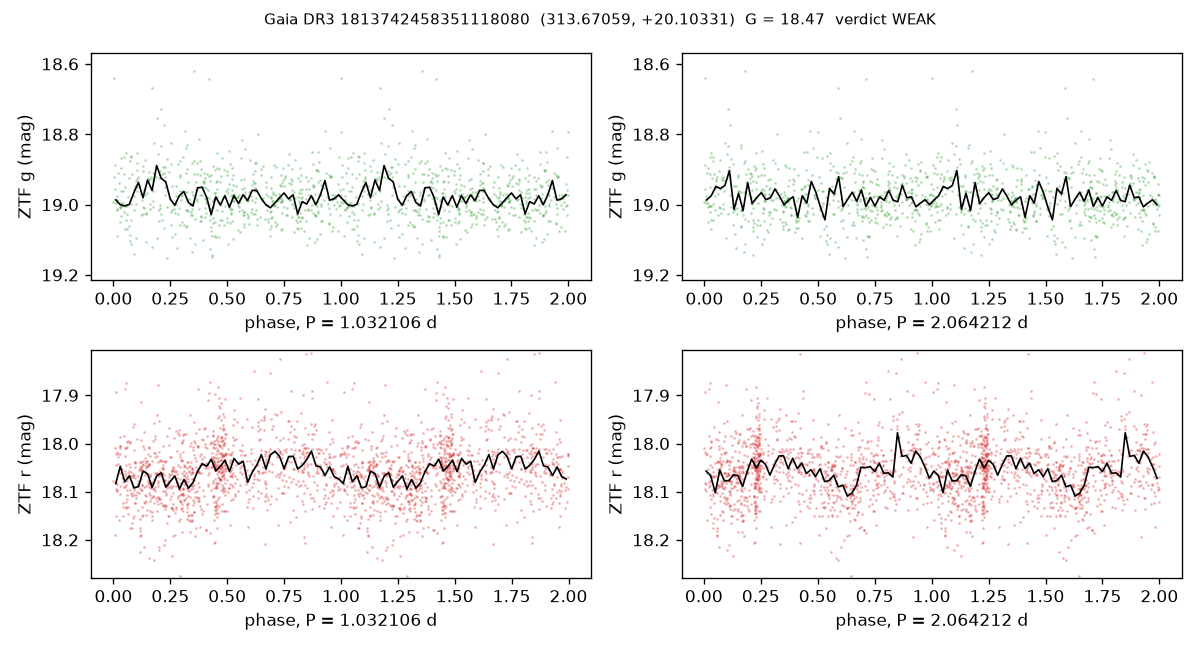 Gaia DR3 1813742458351118080  (313.67059, +20.10331)  G = 18.47  verdict WEAK
18.6
18.8
19.0
19.2
ZTF g (mag)
0.00 0.25 0.50 0.75 1.00 1.25 1.50 1.75 2.00
phase, P = 1.032106 d
18.6
18.8
19.0
19.2
ZTF g (mag)
0.00 0.25 0.50 0.75 1.00 1.25 1.50 1.75 2.00
phase, P = 2.064212 d
17.9
18.0
18.1
18.2
ZTF r (mag)
0.00 0.25 0.50 0.75 1.00 1.25 1.50 1.75 2.00
phase, P = 1.032106 d
17.9
18.0
18.1
18.2
ZTF r (mag)
0.00 0.25 0.50 0.75 1.00 1.25 1.50 1.75 2.00
phase, P = 2.064212 d